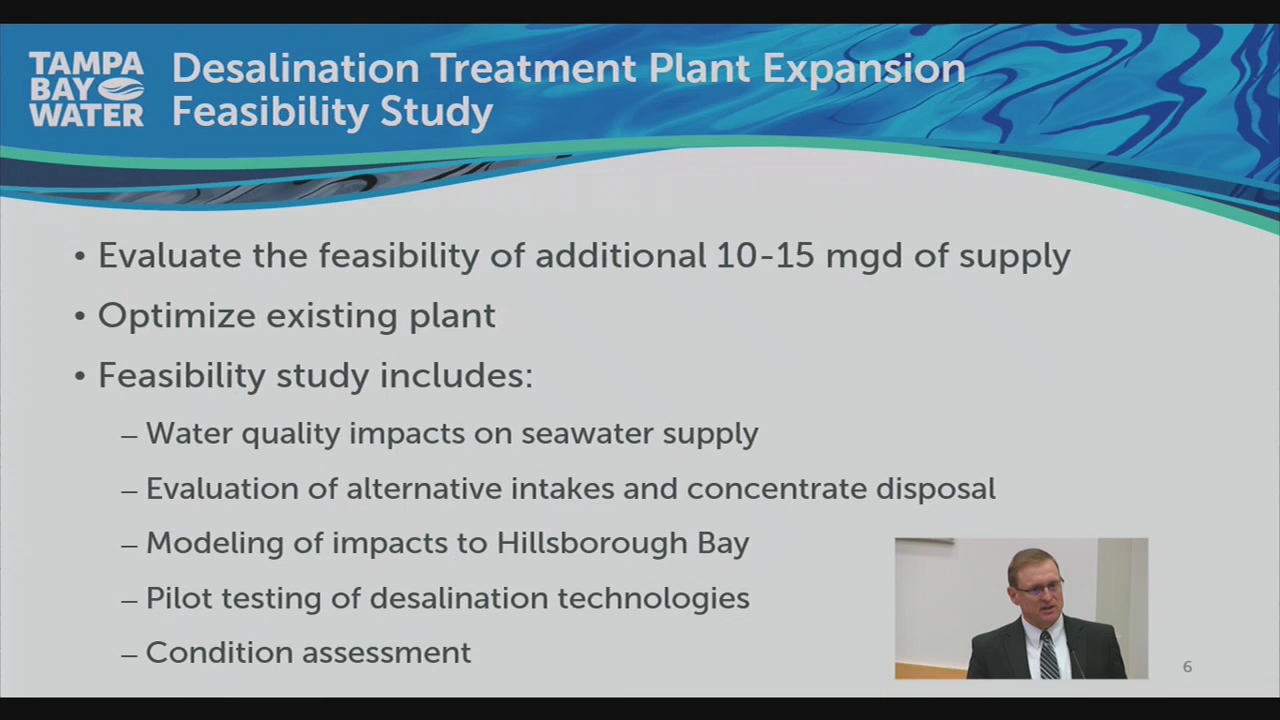 TAMPA
BAY
WATER
Desalination Treatment Plant Expansion
Feasibility Study
• Evaluate the feasibility of additional 10-15 mgd of supply
• Optimize existing plant
• Feasibility study includes:
– Water quality impacts on seawater supply
– Evaluation of alternative intakes and concentrate disposal
– Modeling of impacts to Hillsborough Bay
– Pilot testing of desalination technologies
– Condition assessment
6